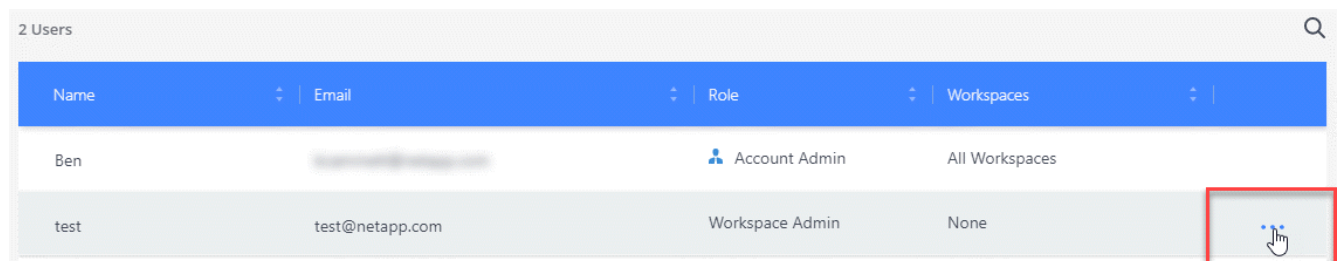 2 Users
Name Email Role Workspaces
Ben Account Admin All Workspaces
test test@netapp.com Workspace Admin None